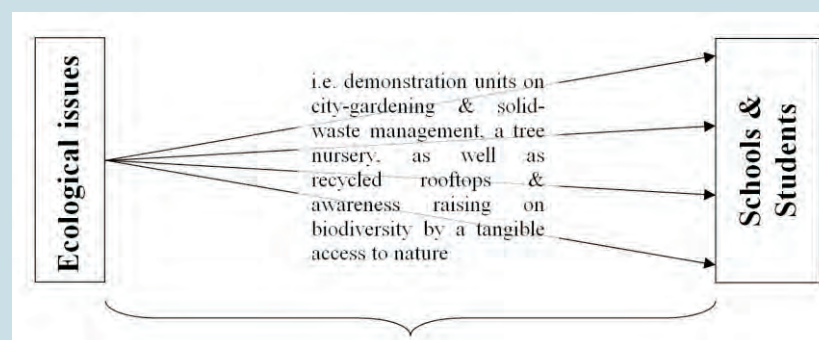 Ecological issues
i.e. demonstration units on
city-gardening & solid-
waste management, a tree
nursery, as well as
recycled rooftops &
awareness raising on
biodiversity by a tangible
access to nature
Schools &
Students